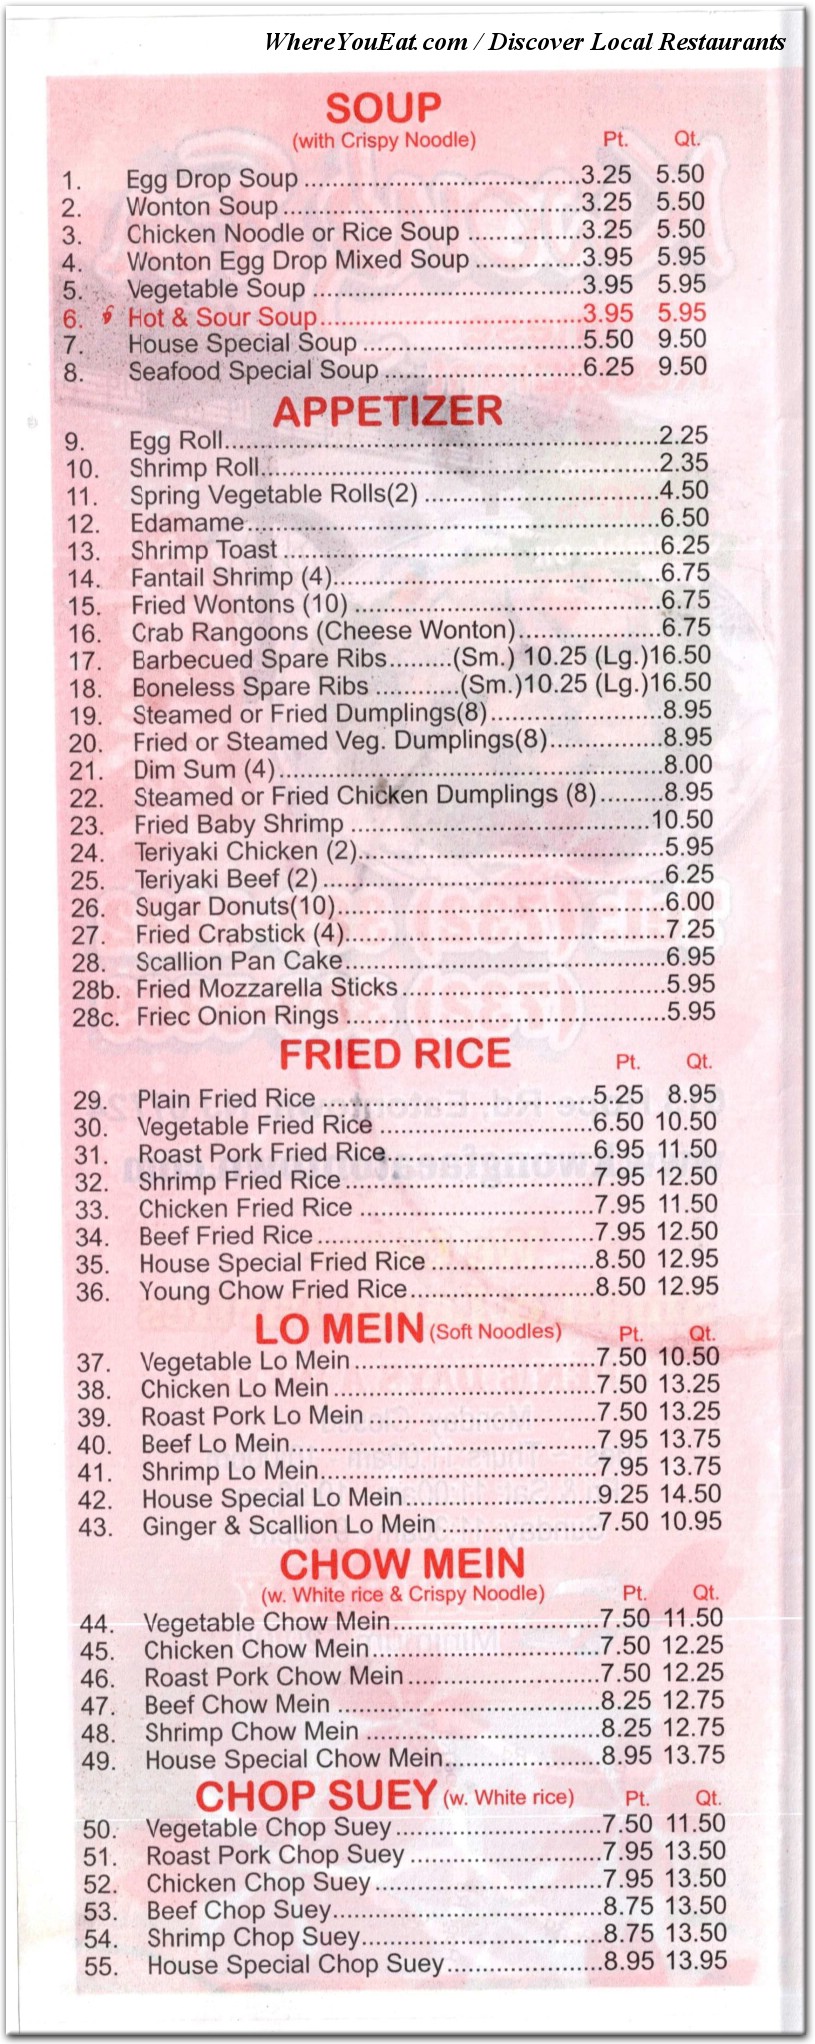 WhereYouEat.com / Discover Local Restaurants
SOUP
(with Crispy Noodle) Pt. Qt.
1. Egg Drop Soup ........................................3.25 5.50
2. Wonton Soup ...........................................3.25 5.50
3. Chicken Noodle or Rice Soup ................3.25 5.50
4. Wonton Egg Drop Mixed Soup ...............3.95 5.95
5. Vegetable Soup ......................................3.95 5.95
6. Hot & Sour Soup.....................................3.95 5.95
7. House Special Soup ...............................5.50 9.50
8. Seafood Special Soup ............................6.25 9.50
APPETIZER
9. Egg Roll..............................................................2.25
10. Shrimp Roll.........................................................2.35
11. Spring Vegetable Rolls(2) .................................4.50
12. Edamame...........................................................6.50
13. Shrimp Toast .....................................................6.25
14. Fantail Shrimp (4)..............................................6.75
15. Fried Wontons (10) ...........................................6.75
16. Crab Rangoons (Cheese Wonton)....................6.75
17. Barbecued Spare Ribs.........(Sm.) 10.25 (Lg.)16.50
18. Boneless Spare Ribs ............(Sm.)10.25 (Lg.)16.50
19. Steamed or Fried Dumplings(8)........................8.95
20. Fried or Steamed Veg. Dumplings(8)................8.95
21. Dim Sum (4)......................................................8.00
22. Steamed or Fried Chicken Dumplings (8).........8.95
23. Fried Baby Shrimp ..........................................10.50
24. Teriyaki Chicken (2)...........................................5.95
25. Teriyaki Beef (2) ................................................6.25
26. Sugar Donuts(10)..............................................6.00
27. Fried Crabstick (4).............................................7.25
28. Scallion Pan Cake.............................................6.95
28b. Fried Mozzarella Sticks .....................................5.95
28c. Friec Onion Rings .............................................5.95
FRIED RICE Pt. Qt.
29. Plain Fried Rice ......................................5.25 8.95
30. Vegetable Fried Rice ..............................6.50 10.50
31. Roast Pork Fried Rice.............................6.95 11.50
32. Shrimp Fried Rice...................................7.95 12.50
33. Chicken Fried Rice .................................7.95 11.50
34. Beef Fried Rice.......................................7.95 12.50
35. House Special Fried Rice .......................8.50 12.95
36. Young Chow Fried Rice..........................8.50 12.95
LO MEIN (Soft Noodles) Pt. Qt.
37. Vegetable Lo Mein ..................................7.50 10.50
38. Chicken Lo Mein .....................................7.50 13.25
39. Roast Pork Lo Mein ................................7.50 13.25
40. Beef Lo Mein...........................................7.95 13.75
41. Shrimp Lo Mein.......................................7.95 13.75
42. House Special Lo Mein...........................9.25 14.50
43. Ginger & Scallion Lo Mein ......................7.50 10.95
CHOW MEIN
(w. White rice & Crispy Noodle) Pt. Qt.
44. Vegetable Chow Mein.............................7.50 11.50
45. Chicken Chow Mein................................7.50 12.25
46. Roast Pork Chow Mein ...........................7.50 12.25
47. Beef Chow Mein .....................................8.25 12.75
48. Shrimp Chow Mein .................................8.25 12.75
49. House Special Chow Mein......................8.95 13.75
CHOP SUEY (w. White rice) Pt. Qt.
50. Vegetable Chop Suey .............................7.50 11.50
51. Roast Pork Chop Suey ...........................7.95 13.50
52. Chicken Chop Suey ................................7.95 13.50
53. Beef Chop Suey......................................8.75 13.50
54. Shrimp Chop Suey..................................8.75 13.50
55. House Special Chop Suey......................8.95 13.95